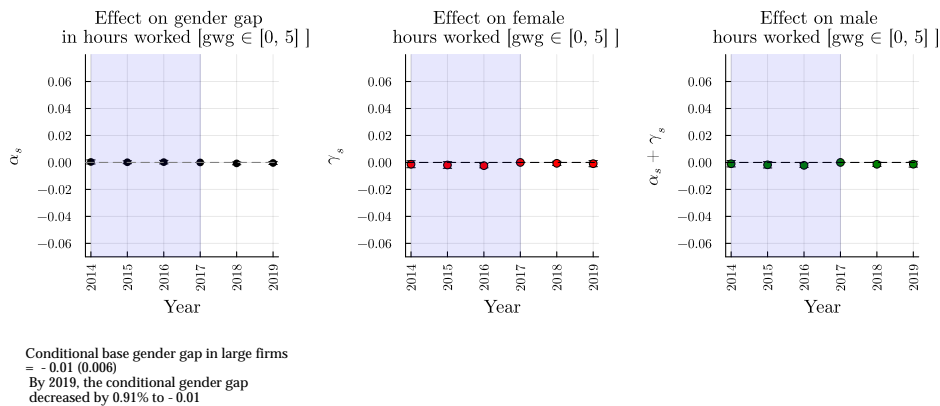 Effect on gender gap
in hours worked [gwg ∈ [0, 5] ]
0.06
0.04
0.02
0.00
−0.02
−0.04
−0.06
α_s
2014
2015
2016
2017
2018
2019
Year
Effect on female
hours worked [gwg ∈ [0, 5] ]
0.06
0.04
0.02
0.00
−0.02
−0.04
−0.06
γ_s
2014
2015
2016
2017
2018
2019
Year
Effect on male
hours worked [gwg ∈ [0, 5] ]
0.06
0.04
0.02
0.00
−0.02
−0.04
−0.06
α_s + γ_s
2014
2015
2016
2017
2018
2019
Year
Conditional base gender gap in large firms
= - 0.01 (0.006)
By 2019, the conditional gender gap
decreased by 0.91% to - 0.01